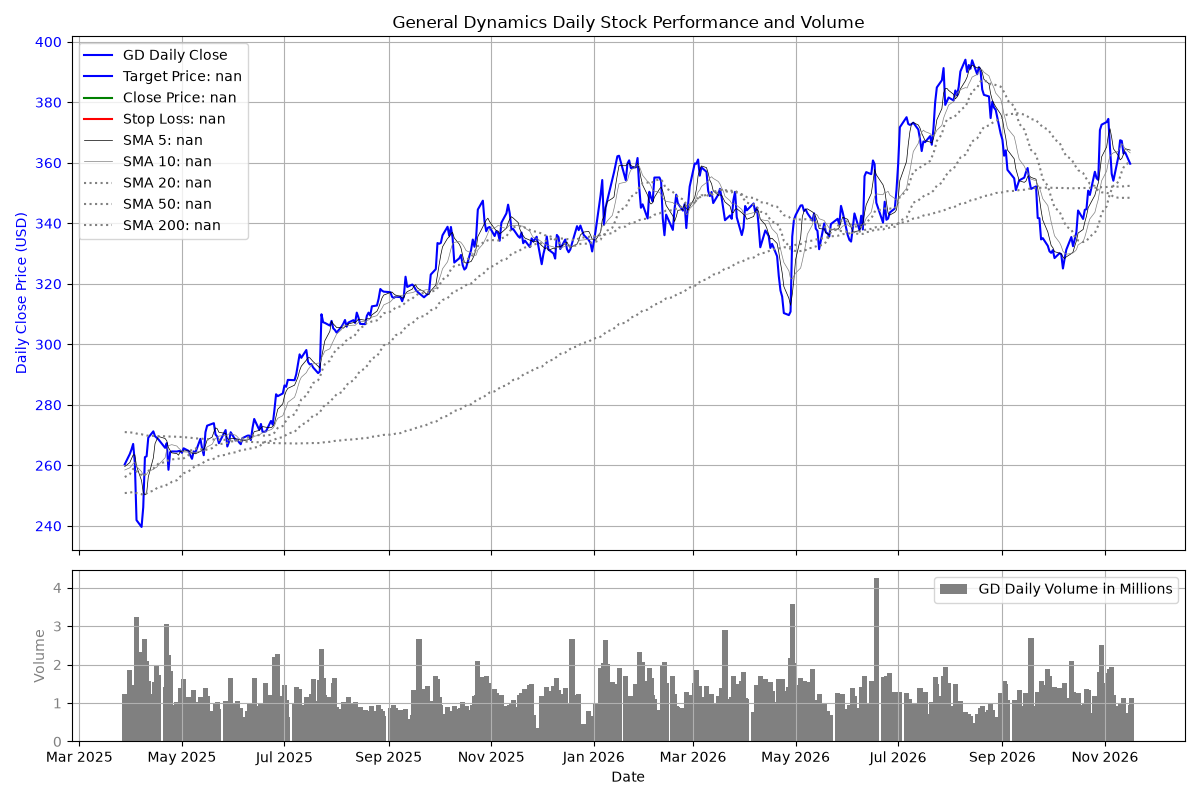 General Dynamics Daily Stock Performance and Volume
400
380
360
340
320
300
280
260
240
Daily Close Price (USD)
GD Daily Close
Target Price: nan
Close Price: nan
Stop Loss: nan
SMA 5: nan
SMA 10: nan
SMA 20: nan
SMA 50: nan
SMA 200: nan
4
3
2
1
0
Volume
GD Daily Volume in Millions
Mar 2025 May 2025 Jul 2025 Sep 2025 Nov 2025 Jan 2026 Mar 2026 May 2026 Jul 2026 Sep 2026 Nov 2026
Date